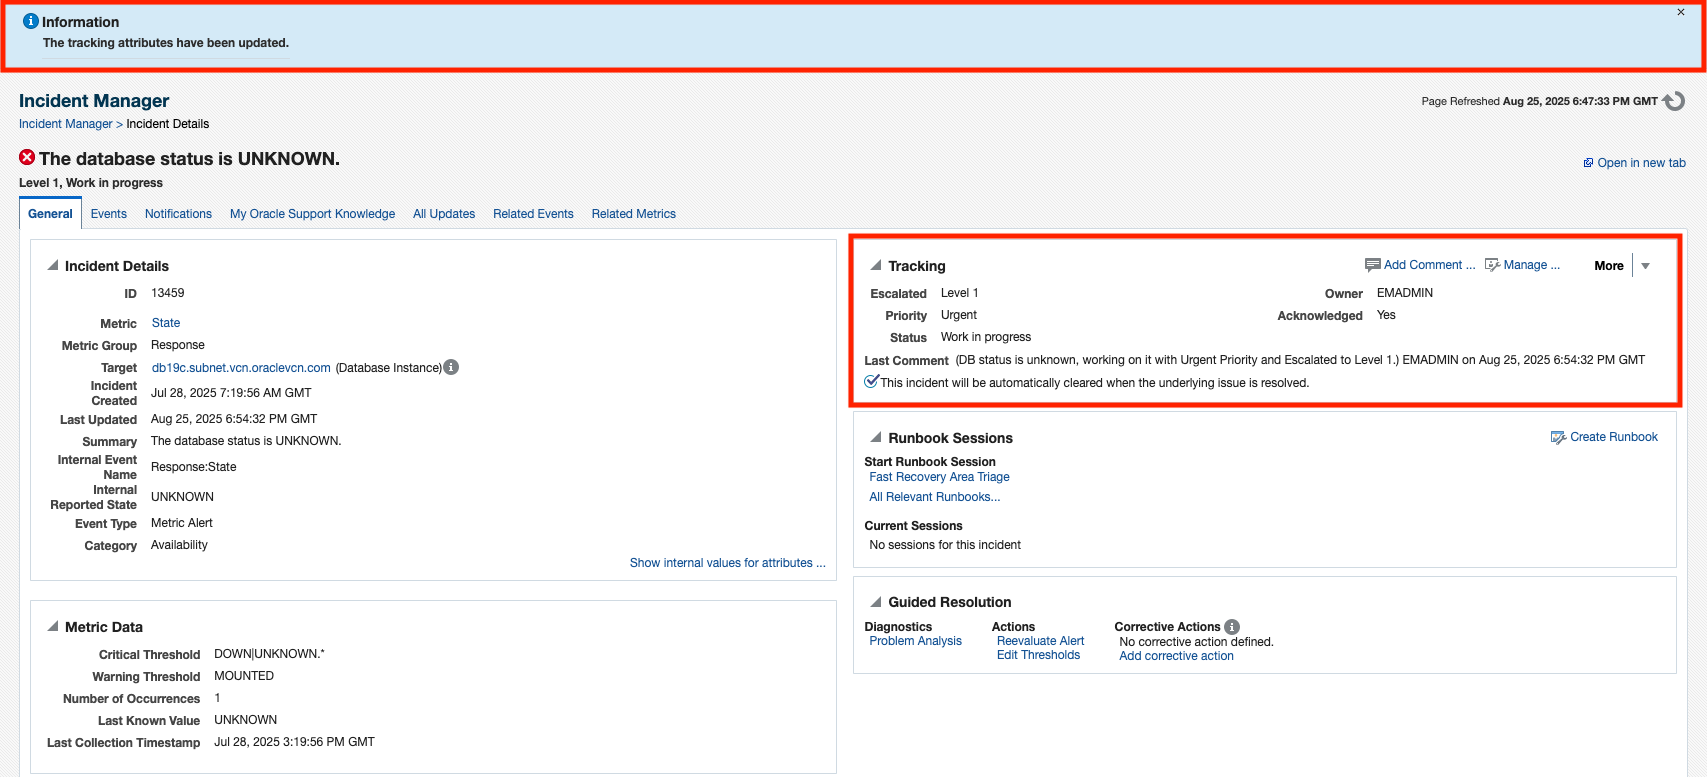 Information
The tracking attributes have been updated.
×
Incident Manager
Page Refreshed Aug 25, 2025 6:47:33 PM GMT
Incident Manager > Incident Details
The database status is UNKNOWN.
Open in new tab
Level 1, Work in progress
General Events Notifications My Oracle Support Knowledge All Updates Related Events Related Metrics
Incident Details
ID 13459
Metric State
Metric Group Response
Target db19c.subnet.vcn.oraclevcn.com (Database Instance)
Incident
Created Jul 28, 2025 7:19:56 AM GMT
Last Updated Aug 25, 2025 6:54:32 PM GMT
Summary The database status is UNKNOWN.
Internal Event
Name Response:State
Internal
Reported State UNKNOWN
Event Type Metric Alert
Category Availability
Show internal values for attributes ...
Metric Data
Critical Threshold DOWN|UNKNOWN.*
Warning Threshold MOUNTED
Number of Occurrences 1
Last Known Value UNKNOWN
Last Collection Timestamp Jul 28, 2025 3:19:56 PM GMT
Tracking
Add Comment ... Manage ... More
Escalated Level 1
Owner EMADMIN
Priority Urgent
Acknowledged Yes
Status Work in progress
Last Comment (DB status is unknown, working on it with Urgent Priority and Escalated to Level 1.) EMADMIN on Aug 25, 2025 6:54:32 PM GMT
This incident will be automatically cleared when the underlying issue is resolved.
Runbook Sessions
Create Runbook
Start Runbook Session
Fast Recovery Area Triage
All Relevant Runbooks...
Current Sessions
No sessions for this incident
Guided Resolution
Diagnostics
Problem Analysis
Actions
Reevaluate Alert
Edit Thresholds
Corrective Actions
No corrective action defined.
Add corrective action